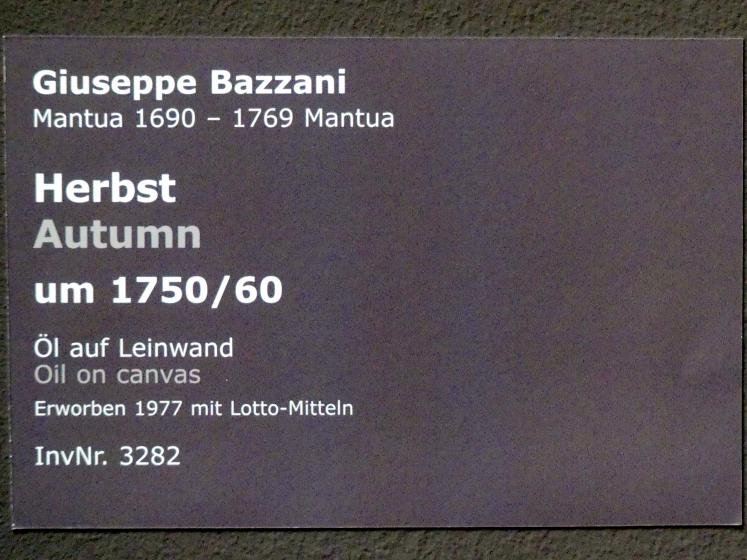 Giuseppe Bazzani
Mantua 1690 – 1769 Mantua
Herbst
Autumn
um 1750/60
Öl auf Leinwand
Oil on canvas
Erworben 1977 mit Lotto-Mitteln
InvNr. 3282